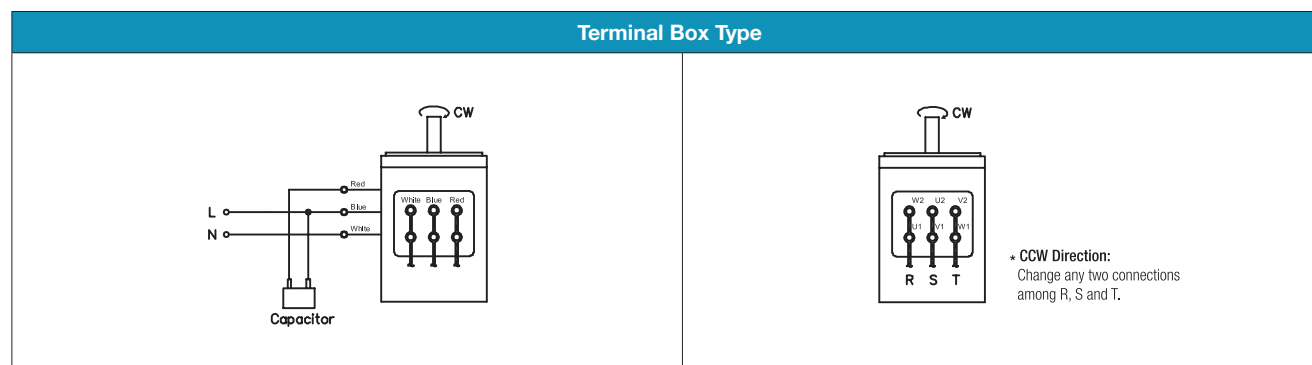 Terminal Box Type
CW
Red
White Blue Red
L
Blue
N
White
Capacitor
CW
W2 U2 V2
U1 V1 W1
R S T
* CCW Direction:
Change any two connections
among R, S and T.